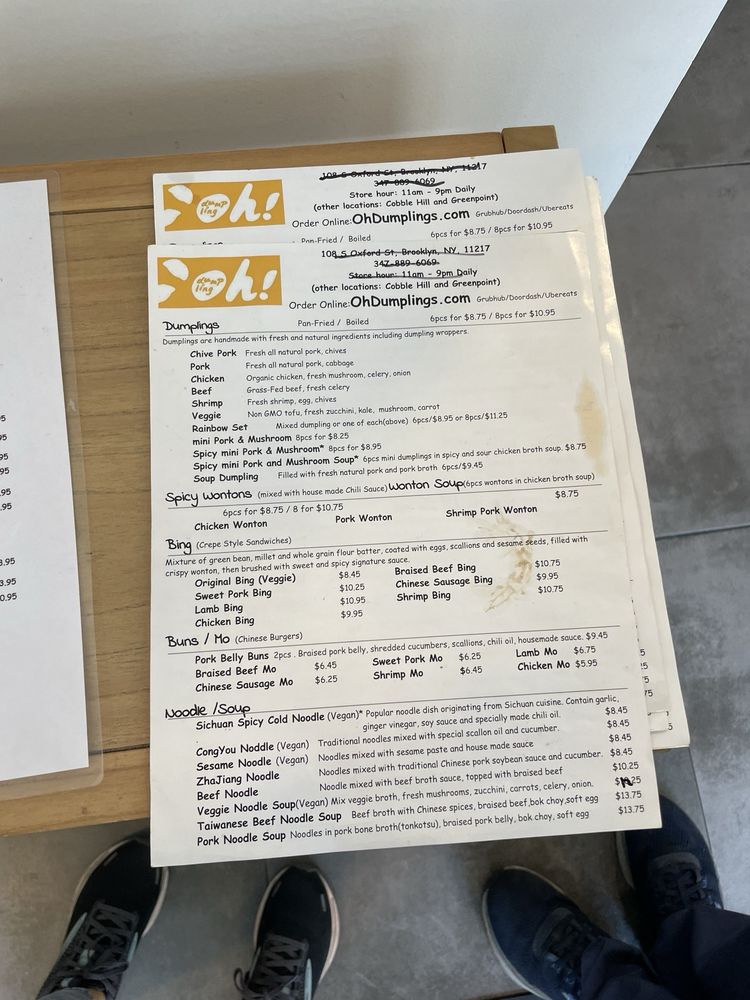 108 S Oxford St, Brooklyn, NY, 11217
347-889-6069
Store hour: 11am - 9pm Daily
(other locations: Cobble Hill and Greenpoint)
dumpling Oh!
Order Online:OhDumplings.com Grubhub/Doordash/Ubereats
Pan-Fried / Boiled 6pcs for $8.75 / 8pcs for $10.95
108 S Oxford St, Brooklyn, NY, 11217
347-889-6069
Store hour: 11am - 9pm Daily
(other locations: Cobble Hill and Greenpoint)
dumpling Oh!
Order Online:OhDumplings.com Grubhub/Doordash/Ubereats
Dumplings Pan-Fried / Boiled 6pcs for $8.75 / 8pcs for $10.95
Dumplings are handmade with fresh and natural ingredients including dumpling wrappers.
Chive Pork Fresh all natural pork, chives
Pork Fresh all natural pork, cabbage
Chicken Organic chicken, fresh mushroom, celery, onion
Beef Grass-Fed beef, fresh celery
Shrimp Fresh shrimp, egg, chives
Veggie Non GMO tofu, fresh zucchini, kale, mushroom, carrot
Rainbow Set Mixed dumpling or one of each(above) 6pcs/$8.95 or 8pcs/$11.25
mini Pork & Mushroom 8pcs for $8.25
Spicy mini Pork & Mushroom* 8pcs for $8.95
Spicy mini Pork and Mushroom Soup* 6pcs mini dumplings in spicy and sour chicken broth soup. $8.75
Soup Dumpling Filled with fresh natural pork and pork broth 6pcs/$9.45
Spicy Wontons (mixed with house made Chili Sauce) Wonton Soup(6pcs wontons in chicken broth soup)
6pcs for $8.75 / 8 for $10.75 $8.75
Chicken Wonton Pork Wonton Shrimp Pork Wonton
Bing (Crepe Style Sandwiches)
Mixture of green bean, millet and whole grain flour batter, coated with eggs, scallions and sesame seeds, filled with
crispy wonton, then brushed with sweet and spicy signature sauce.
Original Bing (Veggie) $8.45 Braised Beef Bing $10.75
Sweet Pork Bing $10.25 Chinese Sausage Bing $9.95
Lamb Bing $10.95 Shrimp Bing $10.75
Chicken Bing $9.95
Buns / Mo (Chinese Burgers)
Pork Belly Buns 2pcs . Braised pork belly, shredded cucumbers, scallions, chili oil, housemade sauce. $9.45
Braised Beef Mo $6.45 Sweet Pork Mo $6.25 Lamb Mo $6.75
Chinese Sausage Mo $6.25 Shrimp Mo $6.45 Chicken Mo $5.95
Noodle /Soup
Sichuan Spicy Cold Noodle (Vegan)* Popular noodle dish originating from Sichuan cuisine. Contain garlic,
ginger vinegar, soy sauce and specially made chili oil. $8.45
CongYou Noddle (Vegan) Traditional noodles mixed with special scallon oil and cucumber. $8.45
Sesame Noodle (Vegan) Noodles mixed with sesame paste and house made sauce $8.45
ZhaJiang Noodle Noodles mixed with traditional Chinese pork soybean sauce and cucumber. $8.45
Beef Noodle Noodle mixed with beef broth sauce, topped with braised beef $10.25
Veggie Noodle Soup(Vegan) Mix veggie broth, fresh mushrooms, zucchini, carrots, celery, onion.
Taiwanese Beef Noodle Soup Beef broth with Chinese spices, braised beef,bok choy,soft egg $13.75
Pork Noodle Soup Noodles in pork bone broth(tonkotsu), braised pork belly, bok choy, soft egg $13.75